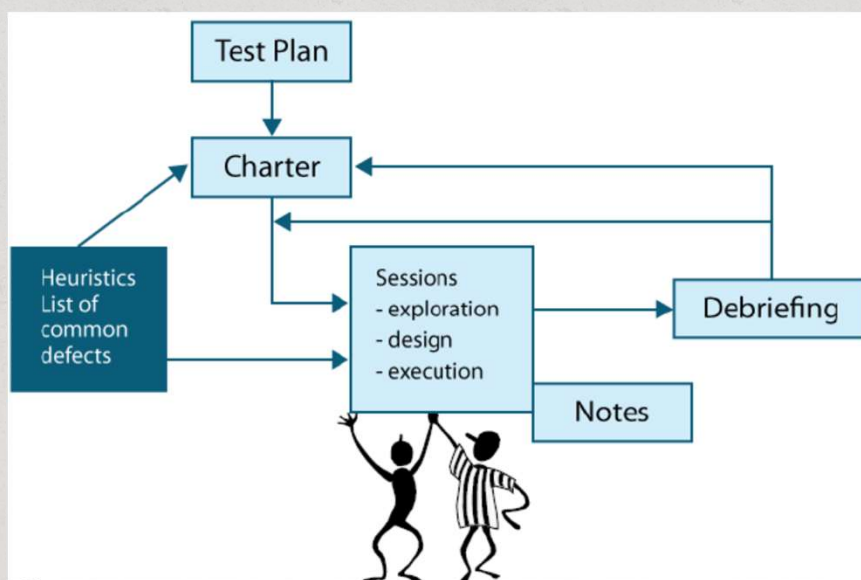 Test Plan
Charter
Heuristics
List of
common
defects
Sessions
- exploration
- design
- execution
Debriefing
Notes